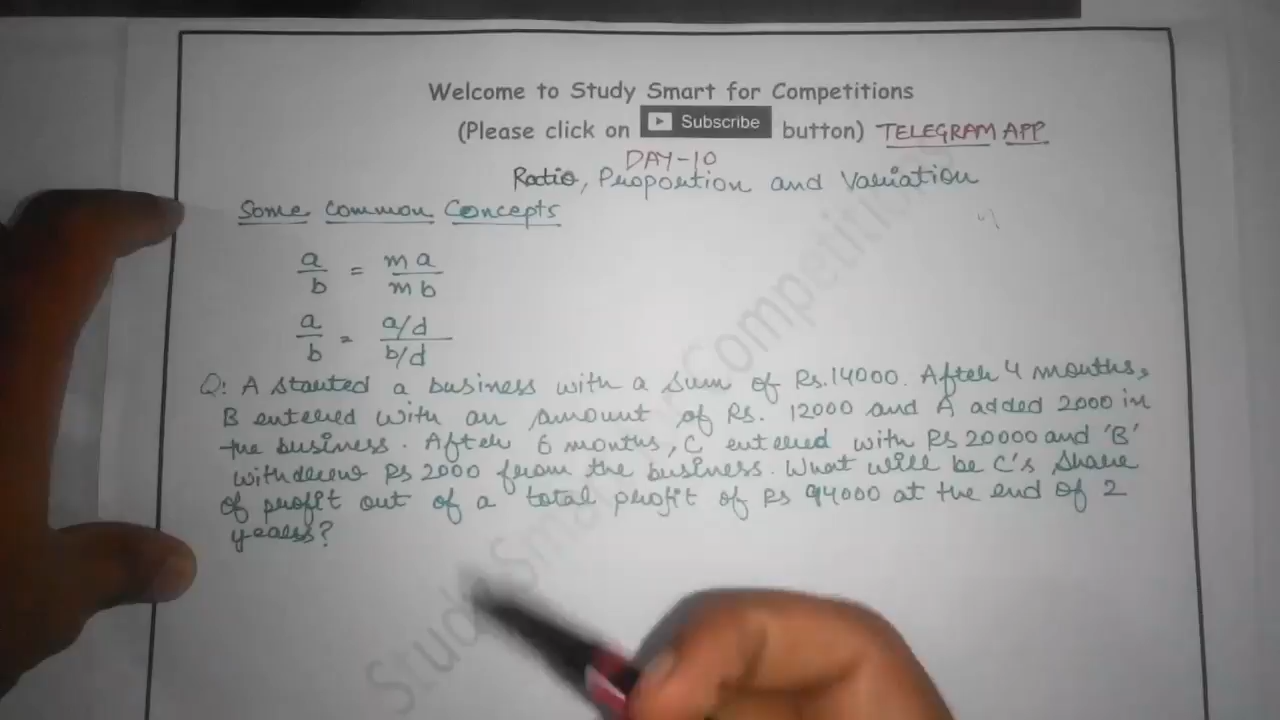 Welcome to Study Smart for Competitions
(Please click on Subscribe button) TELEGRAM APP
DAY-10
Ratio, Proportion and Variation
Some Common Concepts
a/b = ma/mb
a/b = (a/d)/(b/d)
Q: A started a business with a sum of Rs.14000. After 4 months,
B entered with an amount of Rs. 12000 and A added 2000 in
the business. After 6 months, C entered with Rs 20000 and 'B'
withdrew Rs 2000 from the business. What will be C's share
of profit out of a total profit of Rs 94000 at the end of 2
years?
Study Smart for Competitions